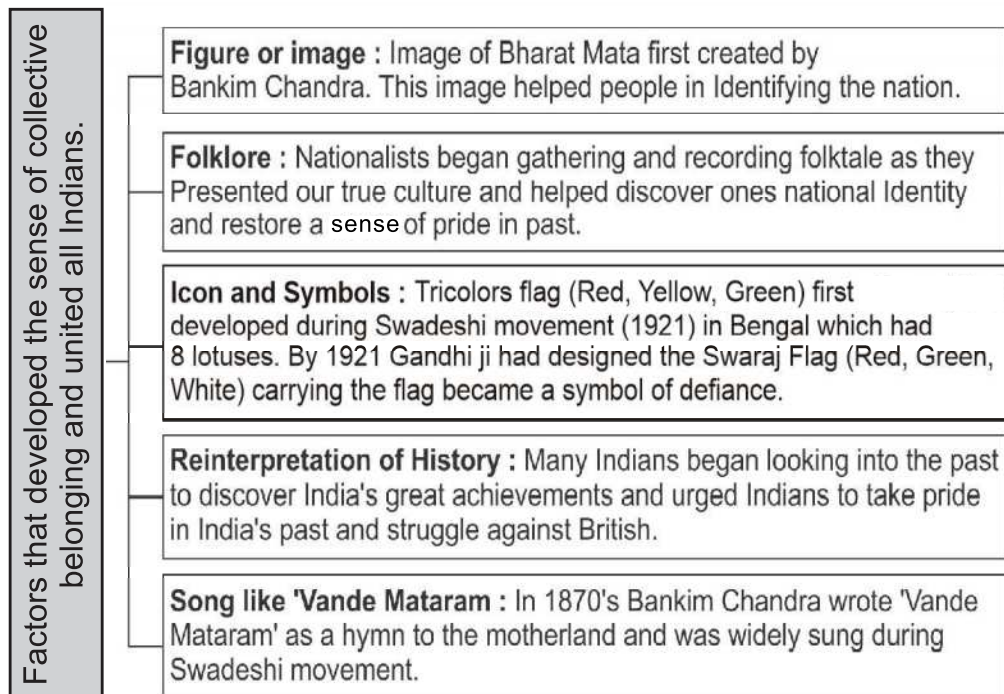 Factors that developed the sense of collective
belonging and united all Indians.
Figure or image : Image of Bharat Mata first created by
Bankim Chandra. This image helped people in Identifying the nation.
Folklore : Nationalists began gathering and recording folktale as they
Presented our true culture and helped discover ones national Identity
and restore a sense of pride in past.
Icon and Symbols : Tricolors flag (Red, Yellow, Green) first
developed during Swadeshi movement (1921) in Bengal which had
8 lotuses. By 1921 Gandhi ji had designed the Swaraj Flag (Red, Green,
White) carrying the flag became a symbol of defiance.
Reinterpretation of History : Many Indians began looking into the past
to discover India's great achievements and urged Indians to take pride
in India's past and struggle against British.
Song like 'Vande Mataram : In 1870's Bankim Chandra wrote 'Vande
Mataram' as a hymn to the motherland and was widely sung during
Swadeshi movement.